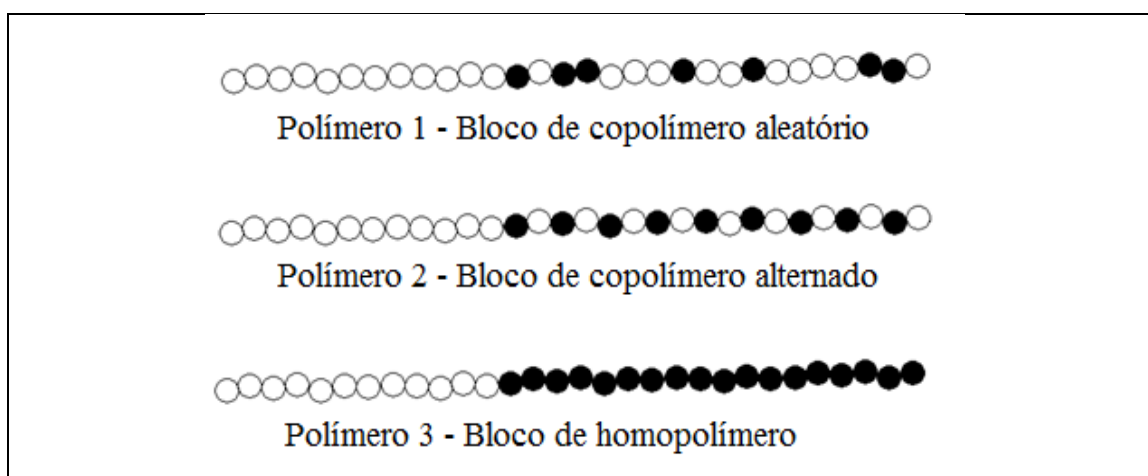 Polímero 1 - Bloco de copolímero aleatório
Polímero 2 - Bloco de copolímero alternado
Polímero 3 - Bloco de homopolímero